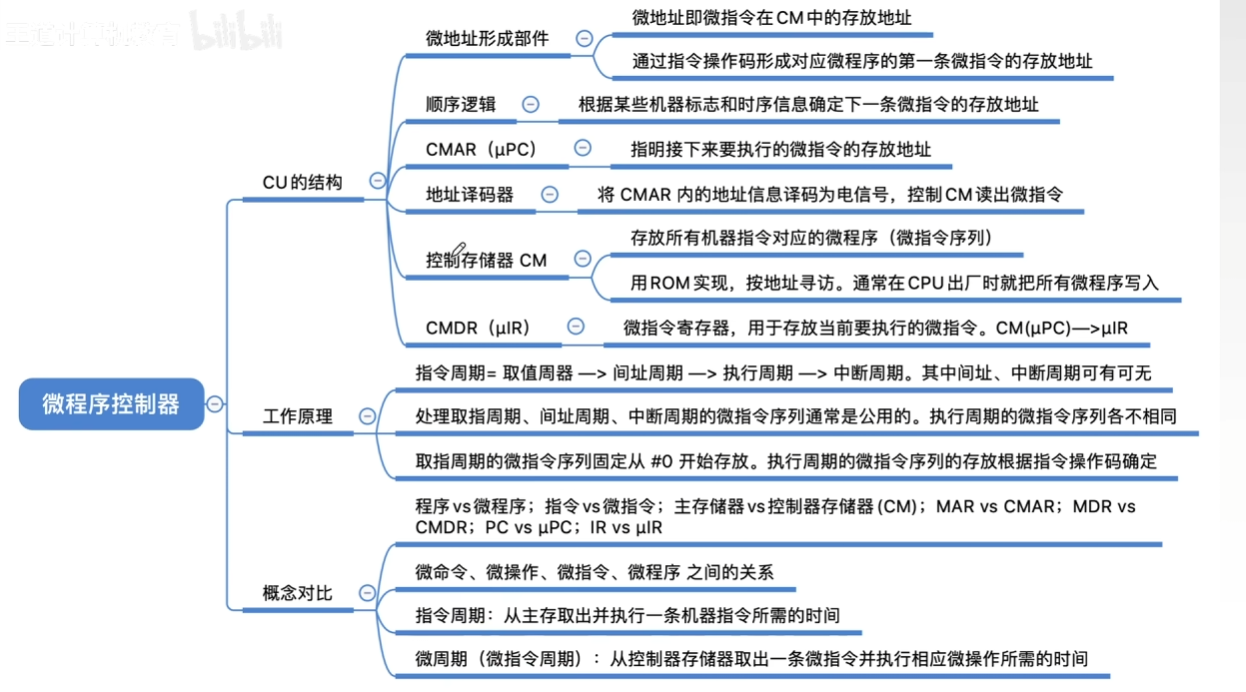 bilibili
微地址形成部件
微地址即微指令在CM中的存放地址
通过指令操作码形成对应微程序的第一条微指令的存放地址
顺序逻辑
根据某些机器标志和时序信息确定下一条微指令的存放地址
CMAR（μPC）
指明接下来要执行的微指令的存放地址
CU的结构
地址译码器
将 CMAR 内的地址信息译码为电信号，控制CM读出微指令
控制存储器 CM
存放所有机器指令对应的微程序（微指令序列）
用ROM实现，按地址寻访。通常在CPU出厂时就把所有微程序写入
CMDR（μIR）
微指令寄存器，用于存放当前要执行的微指令。CM(μPC)—>μIR
微程序控制器
工作原理
指令周期= 取值周器 —> 间址周期 —> 执行周期 —> 中断周期。其中间址、中断周期可有可无
处理取指周期、间址周期、中断周期的微指令序列通常是公用的。执行周期的微指令序列各不相同
取指周期的微指令序列固定从 #0 开始存放。执行周期的微指令序列的存放根据指令操作码确定
概念对比
程序vs微程序；指令vs微指令；主存储器vs控制器存储器(CM)；MAR vs CMAR；MDR vs
CMDR；PC vs μPC；IR vs μIR
微命令、微操作、微指令、微程序 之间的关系
指令周期：从主存取出并执行一条机器指令所需的时间
微周期（微指令周期）：从控制器存储器取出一条微指令并执行相应微操作所需的时间